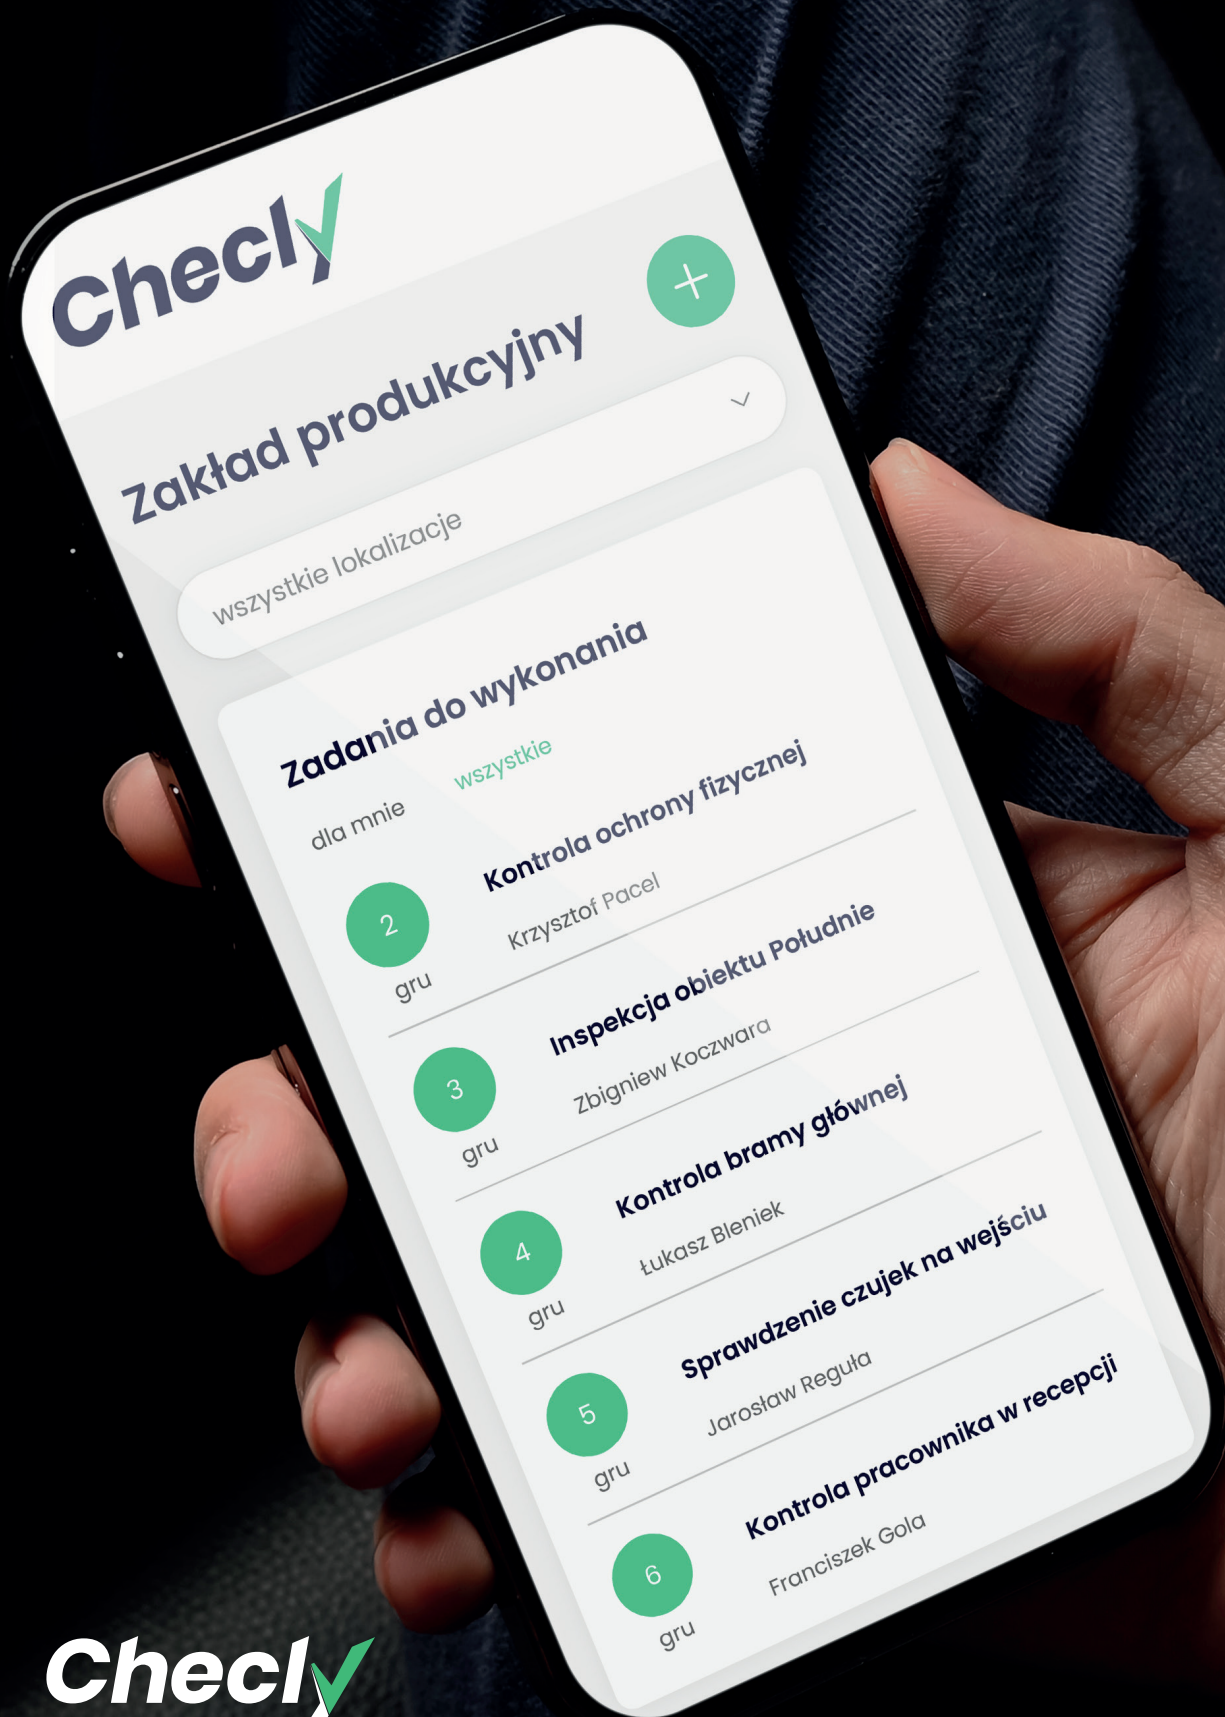 Checly
Zakład produkcyjny
wszystkie lokalizacje
Zadania do wykonania
dla mnie wszystkie
2 gru
Kontrola ochrony fizycznej
Krzysztof Pacel
3 gru
Inspekcja obiektu Południe
Zbigniew Koczwara
4 gru
Kontrola bramy głównej
Łukasz Bleniek
5 gru
Sprawdzenie czujek na wejściu
Jarosław Reguła
6 gru
Kontrola pracownika w recepcji
Franciszek Gola
Checly